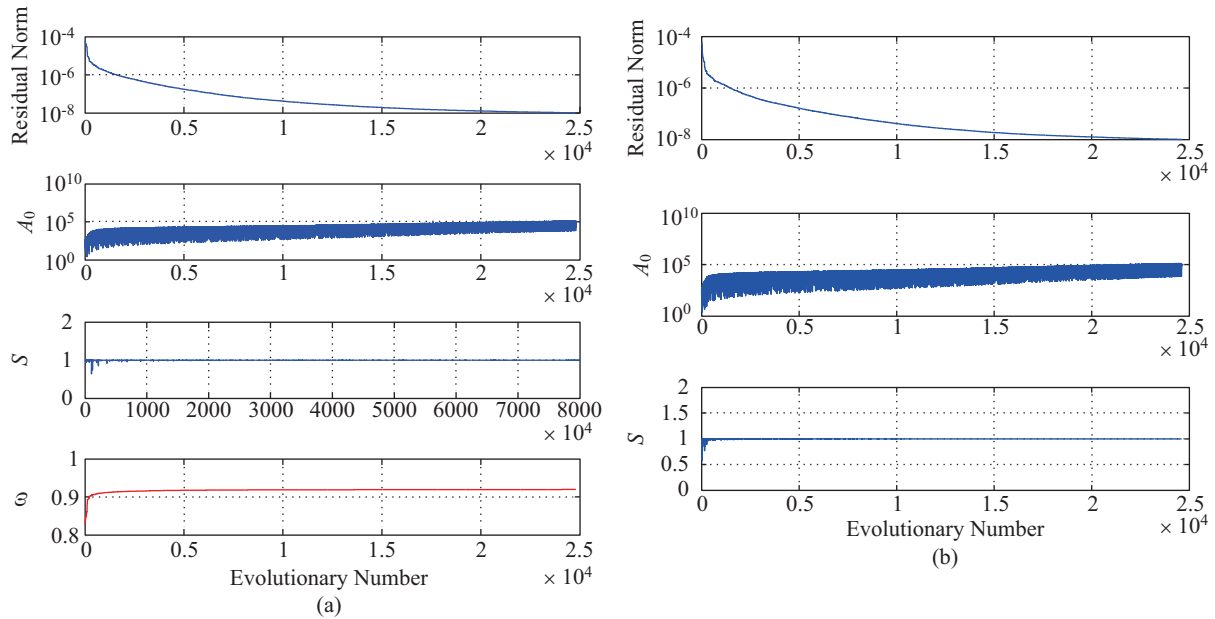 Residual Norm
10^-4
10^-6
10^-8
0 0.5 1 1.5 2 2.5
× 10^4
A_0
10^10
10^5
10^0
0 0.5 1 1.5 2 2.5
× 10^4
S
2
1
0
0 1000 2000 3000 4000 5000 6000 7000 8000
× 10^4
ω
1
0.9
0.8
0 0.5 1 1.5 2 2.5
Evolutionary Number × 10^4
(a)
Residual Norm
10^-4
10^-6
10^-8
0 0.5 1 1.5 2 2.5
× 10^4
A_0
10^10
10^5
10^0
0 0.5 1 1.5 2 2.5
× 10^4
S
2
1.5
1
0.5
0
0 0.5 1 1.5 2 2.5
Evolutionary Number × 10^4
(b)